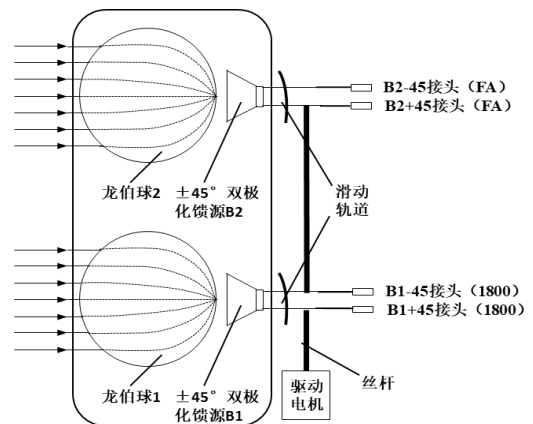 B2-45接头（FA）
B2+45接头（FA）
龙伯球2
±45°双极
化馈源B2
滑动
轨道
B1-45接头（1800）
B1+45接头（1800）
丝杆
龙伯球1
±45°双极
化馈源B1
驱动
电机